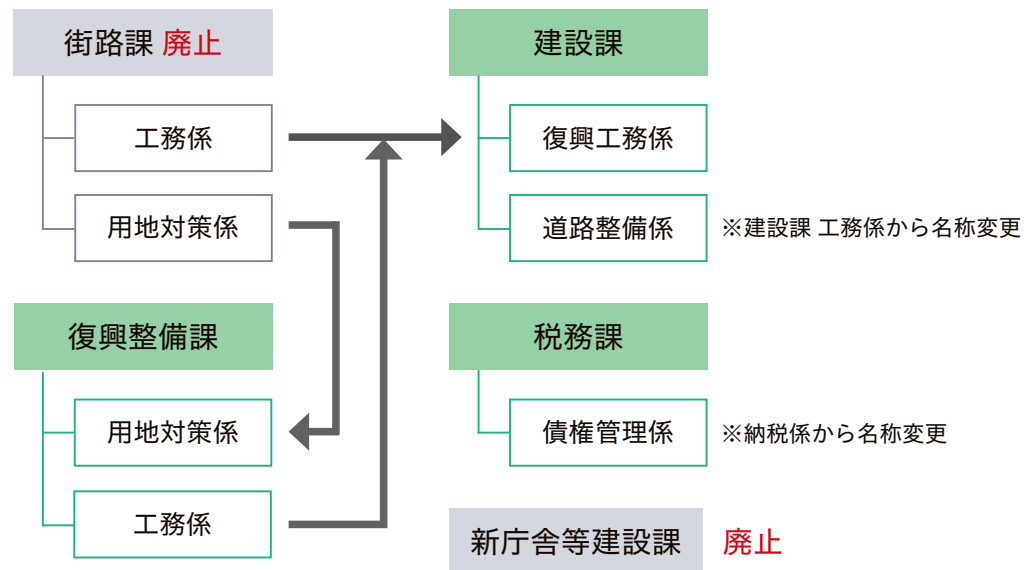 街路課 廃止
工務係
用地対策係
復興整備課
用地対策係
工務係
建設課
復興工務係
道路整備係 ※建設課 工務係から名称変更
税務課
債権管理係 ※納税係から名称変更
新庁舎等建設課 廃止